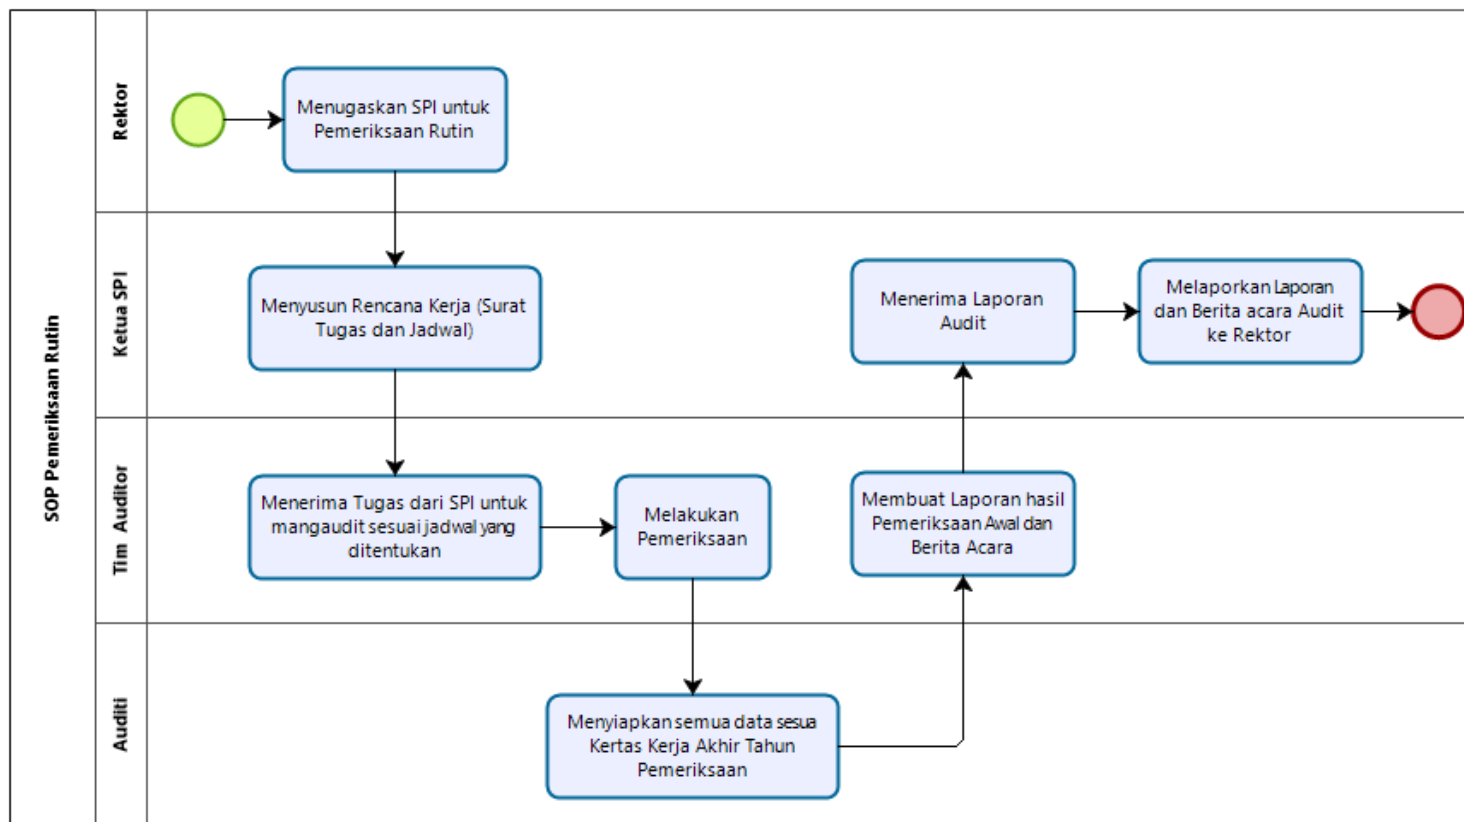 SOP Pemeriksaan Rutin
Rektor
Menugaskan SPI untuk
Pemeriksaan Rutin
Ketua SPI
Menyusun Rencana Kerja (Surat
Tugas dan Jadwal)
Menerima Laporan
Audit
Melaporkan Laporan
dan Berita acara Audit
ke Rektor
Tim Auditor
Menerima Tugas dari SPI untuk
mangaudit sesuai jadwal yang
ditentukan
Melakukan
Pemeriksaan
Membuat Laporan hasil
Pemeriksaan Awal dan
Berita Acara
Auditi
Menyiapkan semua data sesua
Kertas Kerja Akhir Tahun
Pemeriksaan